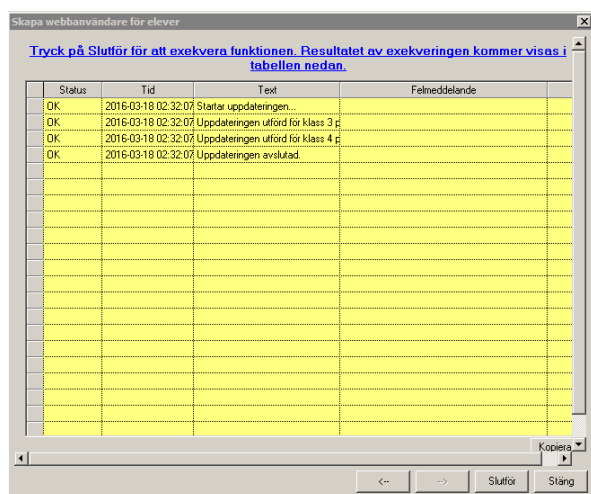 Skapa webbanvändare för elever
Tryck på Slutför för att exekvera funktionen. Resultatet av exekveringen kommer visas i
tabellen nedan.
Status Tid Text Felmeddelande
OK 2016-03-18 02:32:07 Startar uppdateringen...
OK 2016-03-18 02:32:07 Uppdateringen utförd för klass 3 p
OK 2016-03-18 02:32:07 Uppdateringen utförd för klass 4 p
OK 2016-03-18 02:32:07 Uppdateringen avslutad.
Kopiera
<-- --> Slutför Stäng